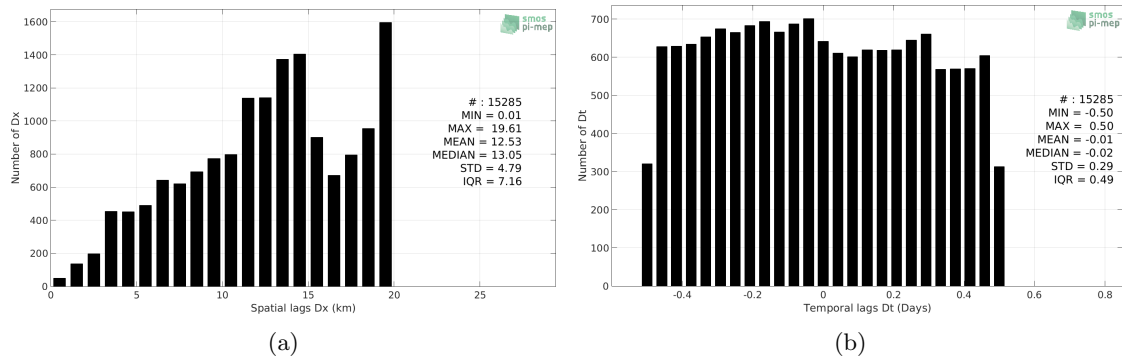 1600
1400
1200
1000
800
600
400
200
0
Number of Dx
0 5 10 15 20 25
Spatial lags Dx (km)
smos
pi-mep
# : 15285
MIN = 0.01
MAX = 19.61
MEAN = 12.53
MEDIAN = 13.05
STD = 4.79
IQR = 7.16
(a)
700
600
500
400
300
200
100
0
Number of Dt
-0.4 -0.2 0 0.2 0.4 0.6 0.8
Temporal lags Dt (Days)
smos
pi-mep
# : 15285
MIN = -0.50
MAX = 0.50
MEAN = -0.01
MEDIAN = -0.02
STD = 0.29
IQR = 0.49
(b)